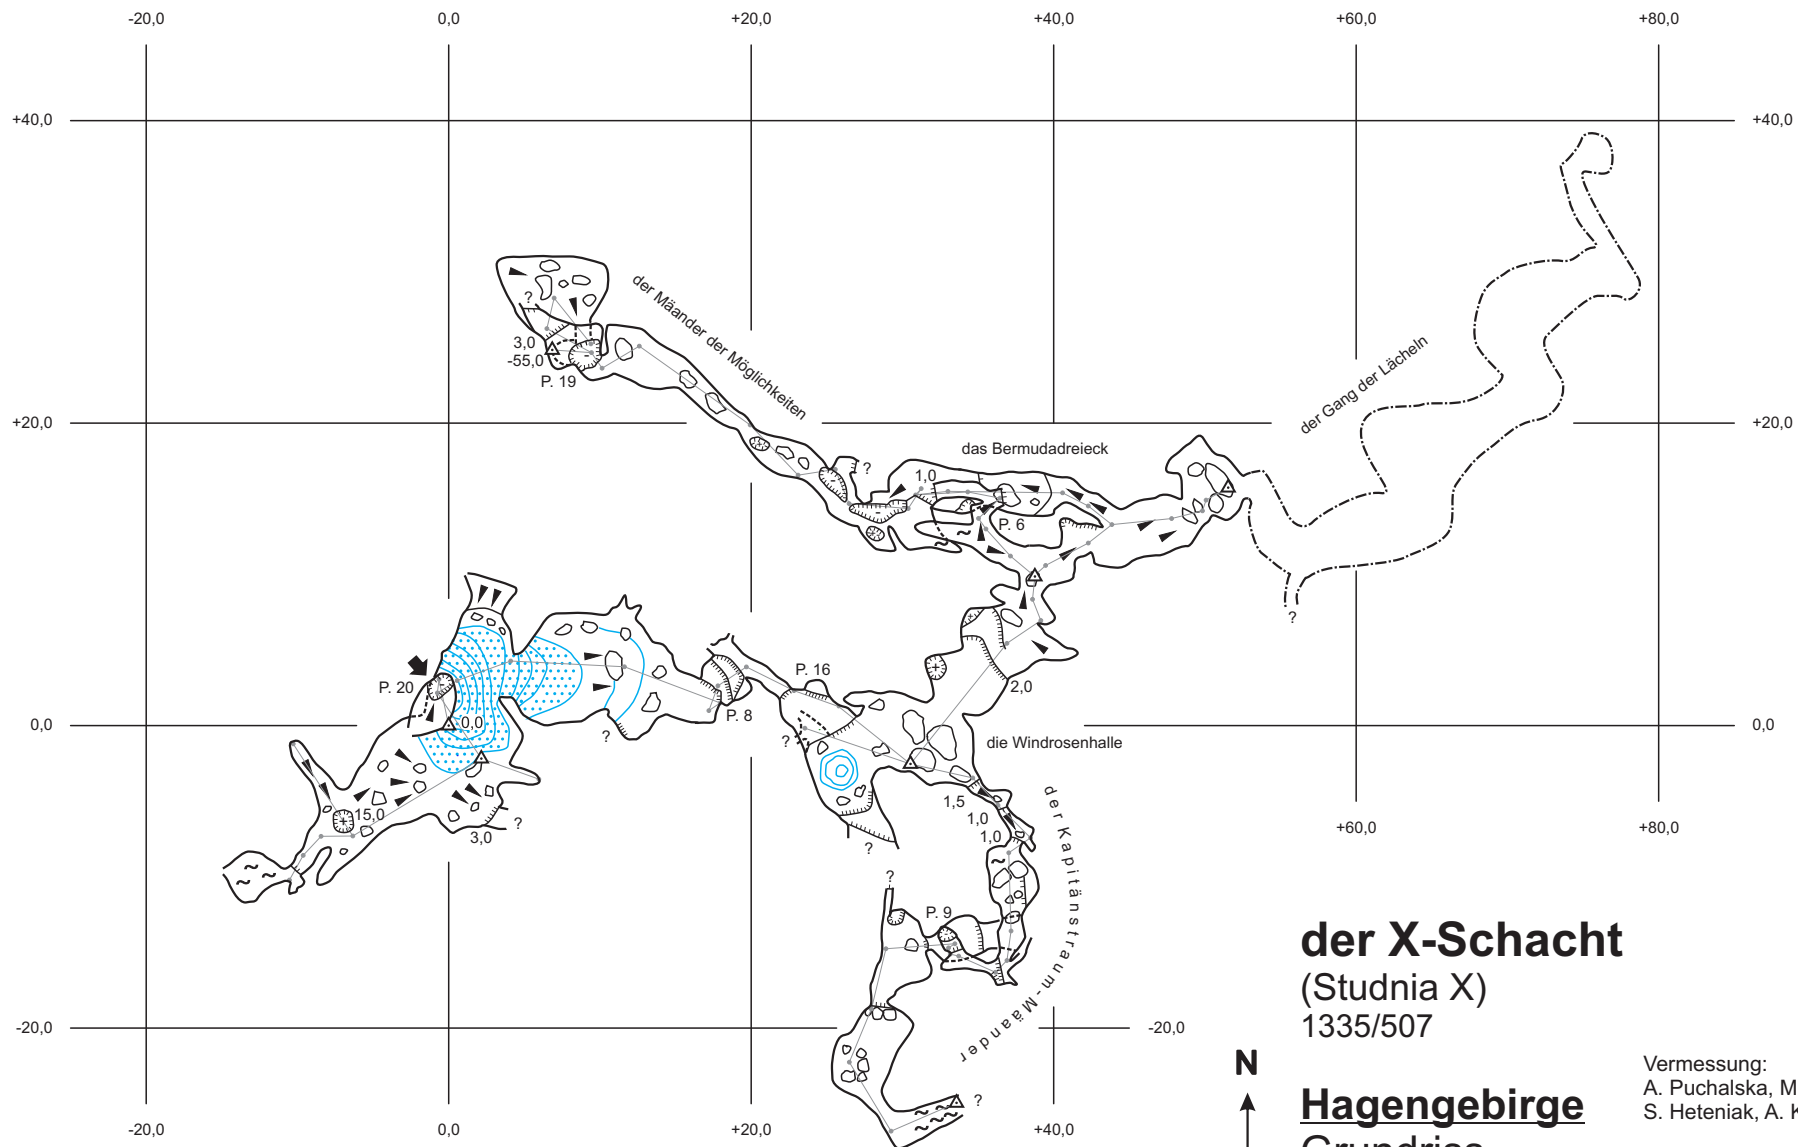 -20,0 0,0 +20,0 +40,0 +60,0 +80,0
+40,0 +40,0
der Mäander der Möglichkeiten
?
3,0
-55,0
P. 19
der Gang der Lächeln
+20,0 +20,0
das Bermudadreieck
?
1,0
P. 6
?
P. 20
P. 16
2,0
P. 8
0,0 0,0 0,0
?
?
die Windrosenhalle
der Kapitänstraum-Mäander
15,0
3,0
?
1,5
1,0
1,0
?
+60,0 +80,0
?
P. 9
der X-Schacht
(Studnia X)
1335/507
-20,0 -20,0
N
Vermessung:
A. Puchalska, M
S. Heteniak, A. K
?
Hagengebirge
Grundriss
-20,0 0,0 +20,0 +40,0